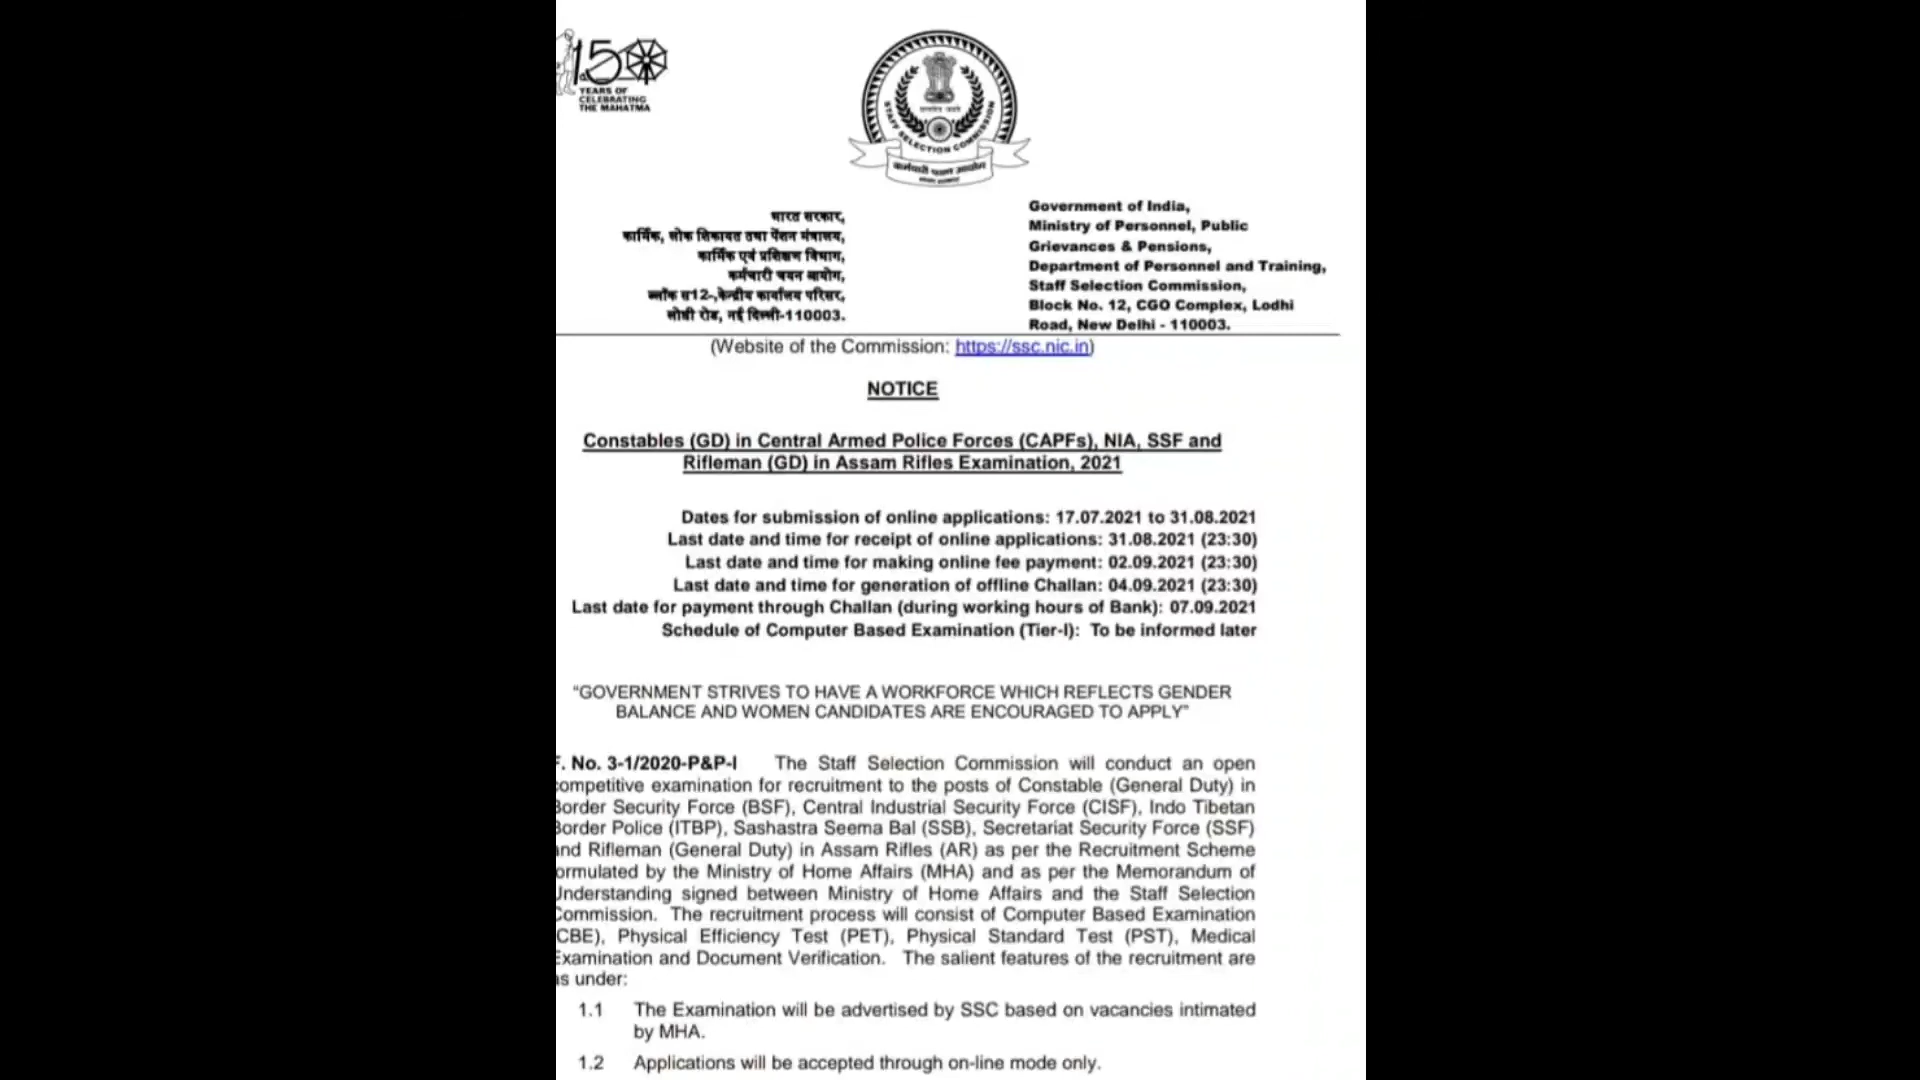 150
YEARS OF
CELEBRATING
THE MAHATMA
STAFF SELECTION COMMISSION
कर्मचारी चयन आयोग
भारत सरकार,
कार्मिक, लोक शिकायत तथा पेंशन मंत्रालय,
कार्मिक एवं प्रशिक्षण विभाग,
कर्मचारी चयन आयोग,
ब्लॉक स12-,केन्द्रीय कार्यालय परिसर,
लोधी रोड, नई दिल्ली-110003.
Government of India,
Ministry of Personnel, Public
Grievances & Pensions,
Department of Personnel and Training,
Staff Selection Commission,
Block No. 12, CGO Complex, Lodhi
Road, New Delhi - 110003.
(Website of the Commission: https://ssc.nic.in)
NOTICE
Constables (GD) in Central Armed Police Forces (CAPFs), NIA, SSF and
Rifleman (GD) in Assam Rifles Examination, 2021
Dates for submission of online applications: 17.07.2021 to 31.08.2021
Last date and time for receipt of online applications: 31.08.2021 (23:30)
Last date and time for making online fee payment: 02.09.2021 (23:30)
Last date and time for generation of offline Challan: 04.09.2021 (23:30)
Last date for payment through Challan (during working hours of Bank): 07.09.2021
Schedule of Computer Based Examination (Tier-I): To be informed later
“GOVERNMENT STRIVES TO HAVE A WORKFORCE WHICH REFLECTS GENDER
BALANCE AND WOMEN CANDIDATES ARE ENCOURAGED TO APPLY”
F. No. 3-1/2020-P&P-I The Staff Selection Commission will conduct an open
competitive examination for recruitment to the posts of Constable (General Duty) in
Border Security Force (BSF), Central Industrial Security Force (CISF), Indo Tibetan
Border Police (ITBP), Sashastra Seema Bal (SSB), Secretariat Security Force (SSF)
and Rifleman (General Duty) in Assam Rifles (AR) as per the Recruitment Scheme
formulated by the Ministry of Home Affairs (MHA) and as per the Memorandum of
Understanding signed between Ministry of Home Affairs and the Staff Selection
Commission. The recruitment process will consist of Computer Based Examination
(CBE), Physical Efficiency Test (PET), Physical Standard Test (PST), Medical
Examination and Document Verification. The salient features of the recruitment are
as under:
1.1 The Examination will be advertised by SSC based on vacancies intimated
by MHA.
1.2 Applications will be accepted through on-line mode only.